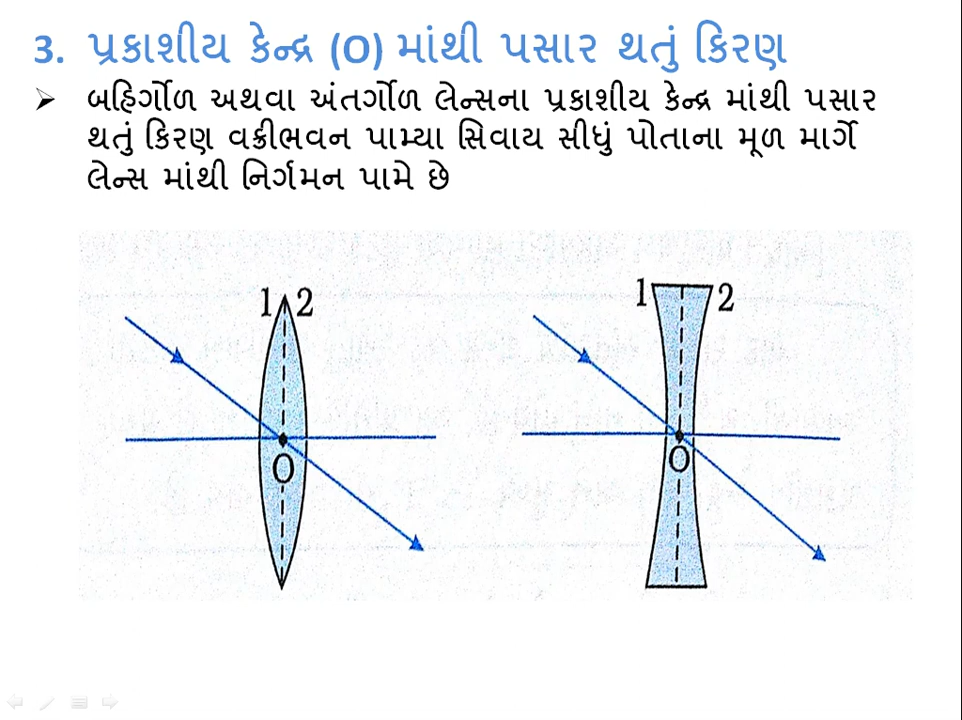 3. પ્રકાશીય કેન્દ્ર (O) માંથી પસાર થતું કિરણ
➢ બહિર્ગોળ અથવા અંતર્ગોળ લેન્સના પ્રકાશીય કેન્દ્ર માંથી પસાર
થતું કિરણ વક્રીભવન પામ્યા સિવાય સીધું પોતાના મૂળ માર્ગે
લેન્સ માંથી નિર્ગમન પામે છે
1 2
O
1 2
O